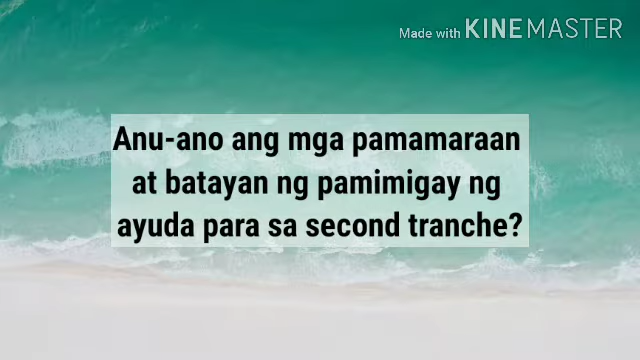 Made with KINEMASTER
Anu-ano ang mga pamamaraan
at batayan ng pamimigay ng
ayuda para sa second tranche?